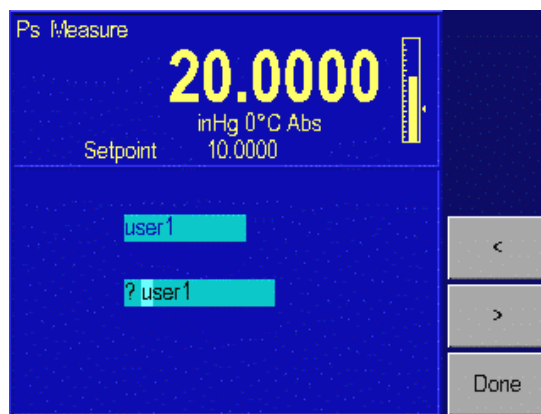 Ps Measure
20.0000
inHg 0°C Abs
Setpoint 10.0000
user1
<
? user1
>
Done